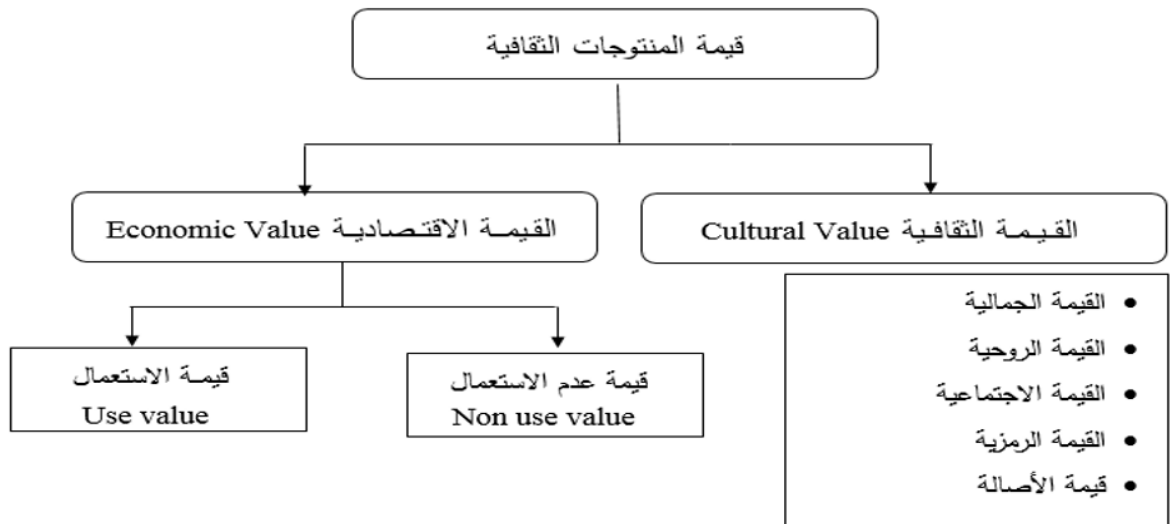 قيمة المنتوجات الثقافية
القيمة الثقافية Cultural Value
القيمة الاقتصادية Economic Value
• القيمة الجمالية
• القيمة الروحية
• القيمة الاجتماعية
• القيمة الرمزية
• قيمة الأصالة
قيمة عدم الاستعمال
Non use value
قيمة الاستعمال
Use value